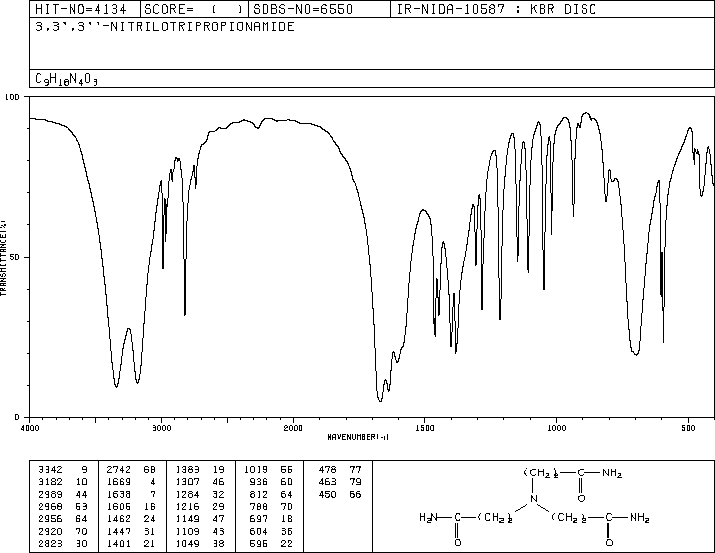 HIT-NO=4134 SCORE= ( ) SDBS-NO=6550 IR-NIDA-10587 : KBR DISC
3,3',3''-NITRILOTRIPROPIONAMIDE
C9H18N4O3
100
50
0
TRANSMITTANCE(%)
4000 3000 2000 1500 1000 500
WAVENUMBER(-1)
3342 9 2742 68 1383 19 1019 56 478 77
3182 10 1669 4 1307 46 936 60 463 79
2989 44 1638 7 1284 32 812 64 450 66
2968 53 1606 16 1216 29 788 70
2956 64 1462 24 1149 47 697 18
2920 70 1447 31 1109 43 604 36
2823 30 1401 21 1049 38 596 22
(CH2)2 C NH2
O
N
H2N C (CH2)2 (CH2)2 C NH2
O O